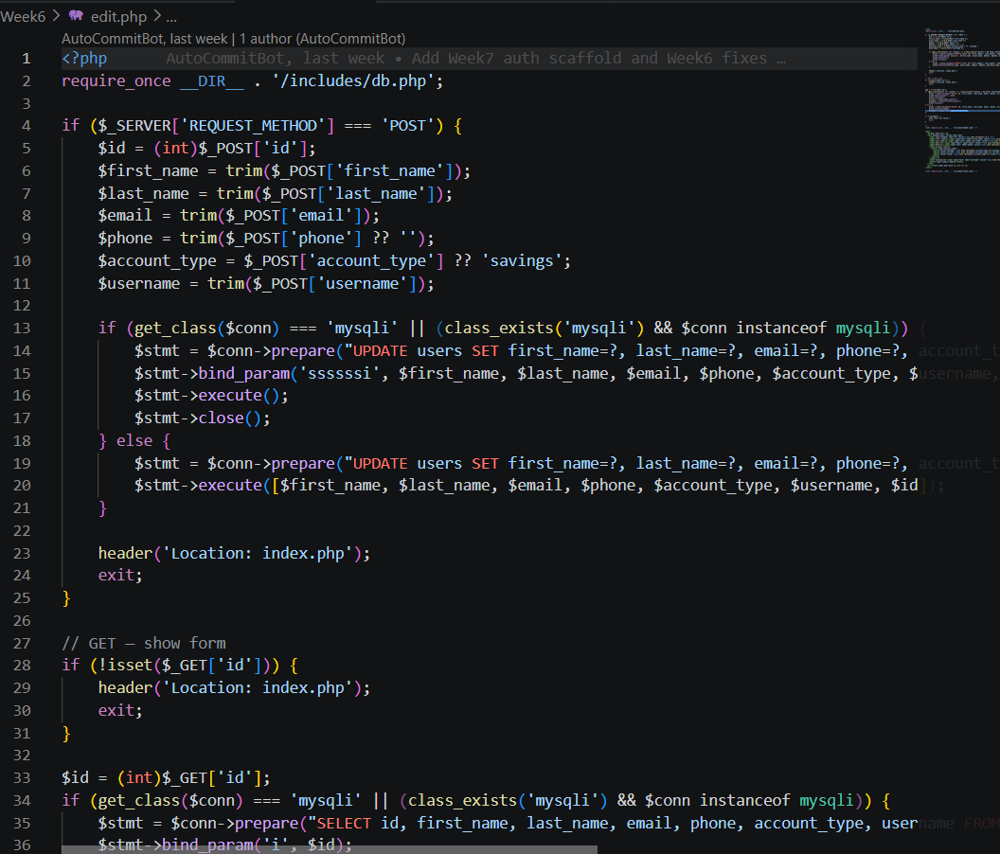 Week6 > edit.php > ...
AutoCommitBot, last week | 1 author (AutoCommitBot)
1 <?php AutoCommitBot, last week • Add Week7 auth scaffold and Week6 fixes …
2 require_once __DIR__ . '/includes/db.php';
3
4 if ($_SERVER['REQUEST_METHOD'] === 'POST') {
5 $id = (int)$_POST['id'];
6 $first_name = trim($_POST['first_name']);
7 $last_name = trim($_POST['last_name']);
8 $email = trim($_POST['email']);
9 $phone = trim($_POST['phone'] ?? '');
10 $account_type = $_POST['account_type'] ?? 'savings';
11 $username = trim($_POST['username']);
12
13 if (get_class($conn) === 'mysqli' || (class_exists('mysqli') && $conn instanceof mysqli)) {
14 $stmt = $conn->prepare("UPDATE users SET first_name=?, last_name=?, email=?, phone=?, account_t
15 $stmt->bind_param('ssssssi', $first_name, $last_name, $email, $phone, $account_type, $username,
16 $stmt->execute();
17 $stmt->close();
18 } else {
19 $stmt = $conn->prepare("UPDATE users SET first_name=?, last_name=?, email=?, phone=?, account_t
20 $stmt->execute([$first_name, $last_name, $email, $phone, $account_type, $username, $id]);
21 }
22
23 header('Location: index.php');
24 exit;
25 }
26
27 // GET — show form
28 if (!isset($_GET['id'])) {
29 header('Location: index.php');
30 exit;
31 }
32
33 $id = (int)$_GET['id'];
34 if (get_class($conn) === 'mysqli' || (class_exists('mysqli') && $conn instanceof mysqli)) {
35 $stmt = $conn->prepare("SELECT id, first_name, last_name, email, phone, account_type, username FROM
36 $stmt->bind_param('i', $id);